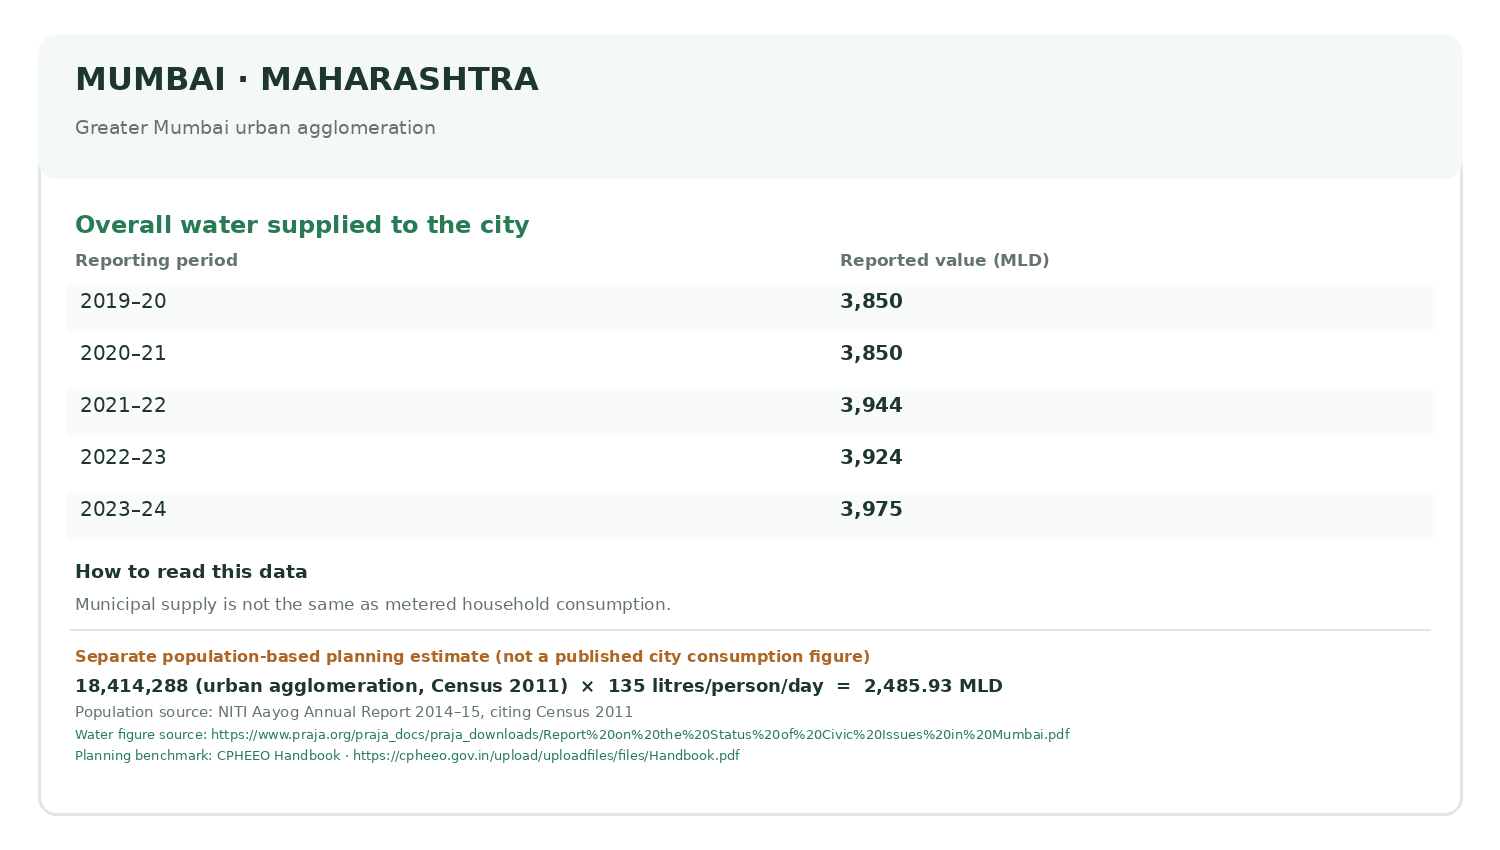 MUMBAI · MAHARASHTRA
Greater Mumbai urban agglomeration
Overall water supplied to the city
Reporting period Reported value (MLD)
2019–20 3,850
2020–21 3,850
2021–22 3,944
2022–23 3,924
2023–24 3,975
How to read this data
Municipal supply is not the same as metered household consumption.
Separate population-based planning estimate (not a published city consumption figure)
18,414,288 (urban agglomeration, Census 2011) × 135 litres/person/day = 2,485.93 MLD
Population source: NITI Aayog Annual Report 2014–15, citing Census 2011
Water figure source: https://www.praja.org/praja_docs/praja_downloads/Report%20on%20the%20Status%20of%20Civic%20Issues%20in%20Mumbai.pdf
Planning benchmark: CPHEEO Handbook · https://cpheeo.gov.in/upload/uploadfiles/files/Handbook.pdf